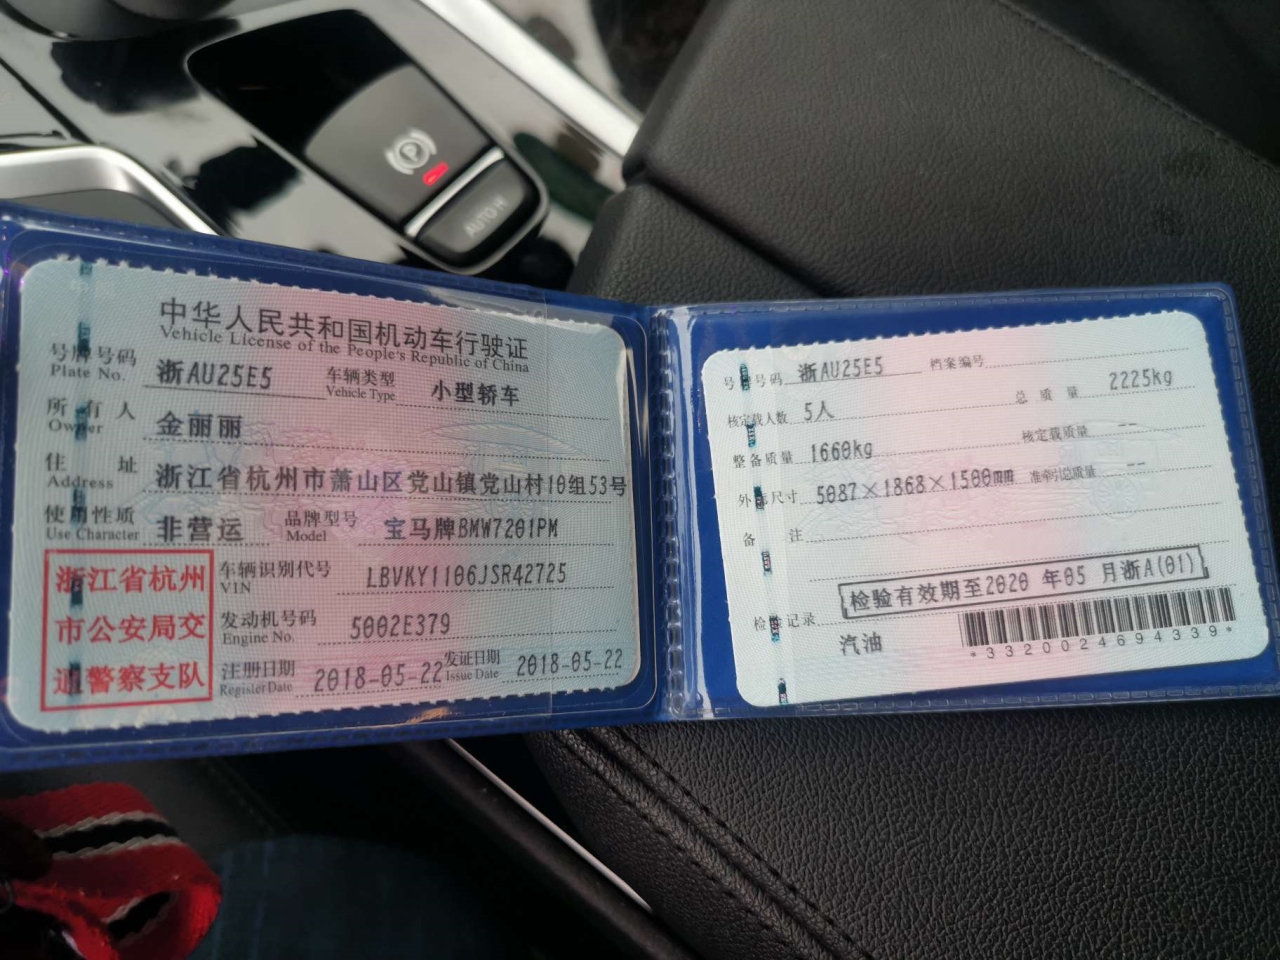 P
AUTO H
中华人民共和国机动车行驶证
Vehicle License of the People's Republic of China
号牌号码 浙AU25E5 车辆类型 小型轿车
Plate No. Vehicle Type
所有人 金丽丽
Owner
住址 浙江省杭州市萧山区党山镇党山村10组53号
Address
使用性质 非营运 品牌型号 宝马牌BMW7201PM
Use Character Model
浙江省杭州
市公安局交
通警察支队
车辆识别代号 LBVKY1106JSR42725
VIN
发动机号码 5002E379
Engine No.
注册日期 2018-05-22 发证日期 2018-05-22
Register Date Issue Date
号牌号码 浙AU25E5 档案编号
核定载人数 5人 总质量 2225kg
整备质量 1660kg 核定载质量 --
外廓尺寸 5087×1868×1500mm 准牵引总质量 --
备注
检验有效期至2020 年05 月浙A(01)
检验记录
汽油
*3320024694339*